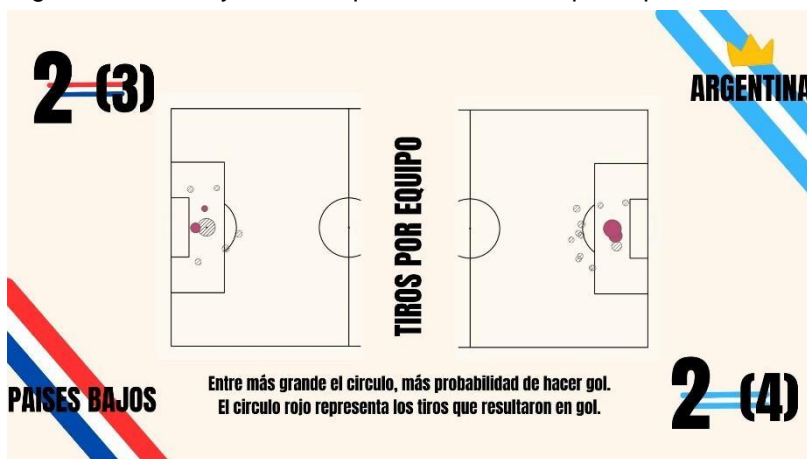 2 (3)
ARGENTINA
TIROS POR EQUIPO
PAISES BAJOS
Entre más grande el circulo, más probabilidad de hacer gol.
El circulo rojo representa los tiros que resultaron en gol.
2 (4)